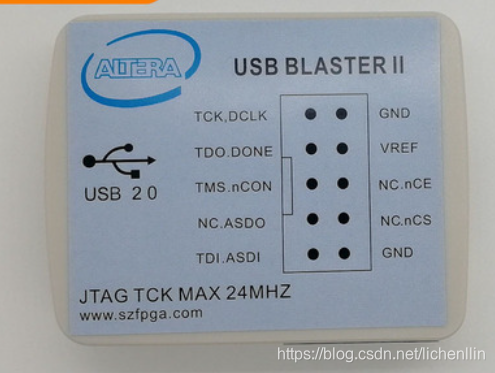 ALTERA
USB BLASTER II
TCK,DCLK GND
TDO.DONE VREF
TMS.nCON NC.nCE
NC.ASDO NC.nCS
TDI.ASDI GND
USB 2 0
JTAG TCK MAX 24MHZ
www.szfpga.com
https://blog.csdn.net/lichenllin